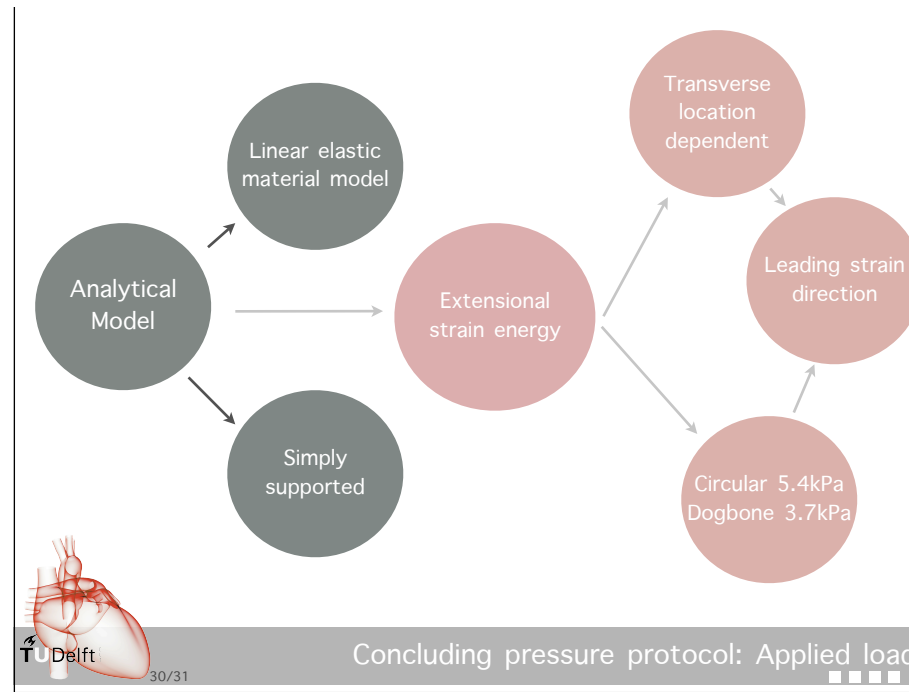 Transverse
location
dependent
Linear elastic
material model
Analytical
Model
Extensional
strain energy
Leading strain
direction
Simply
supported
Circular 5.4kPa
Dogbone 3.7kPa
TUDelft
30/31
Concluding pressure protocol: Applied load